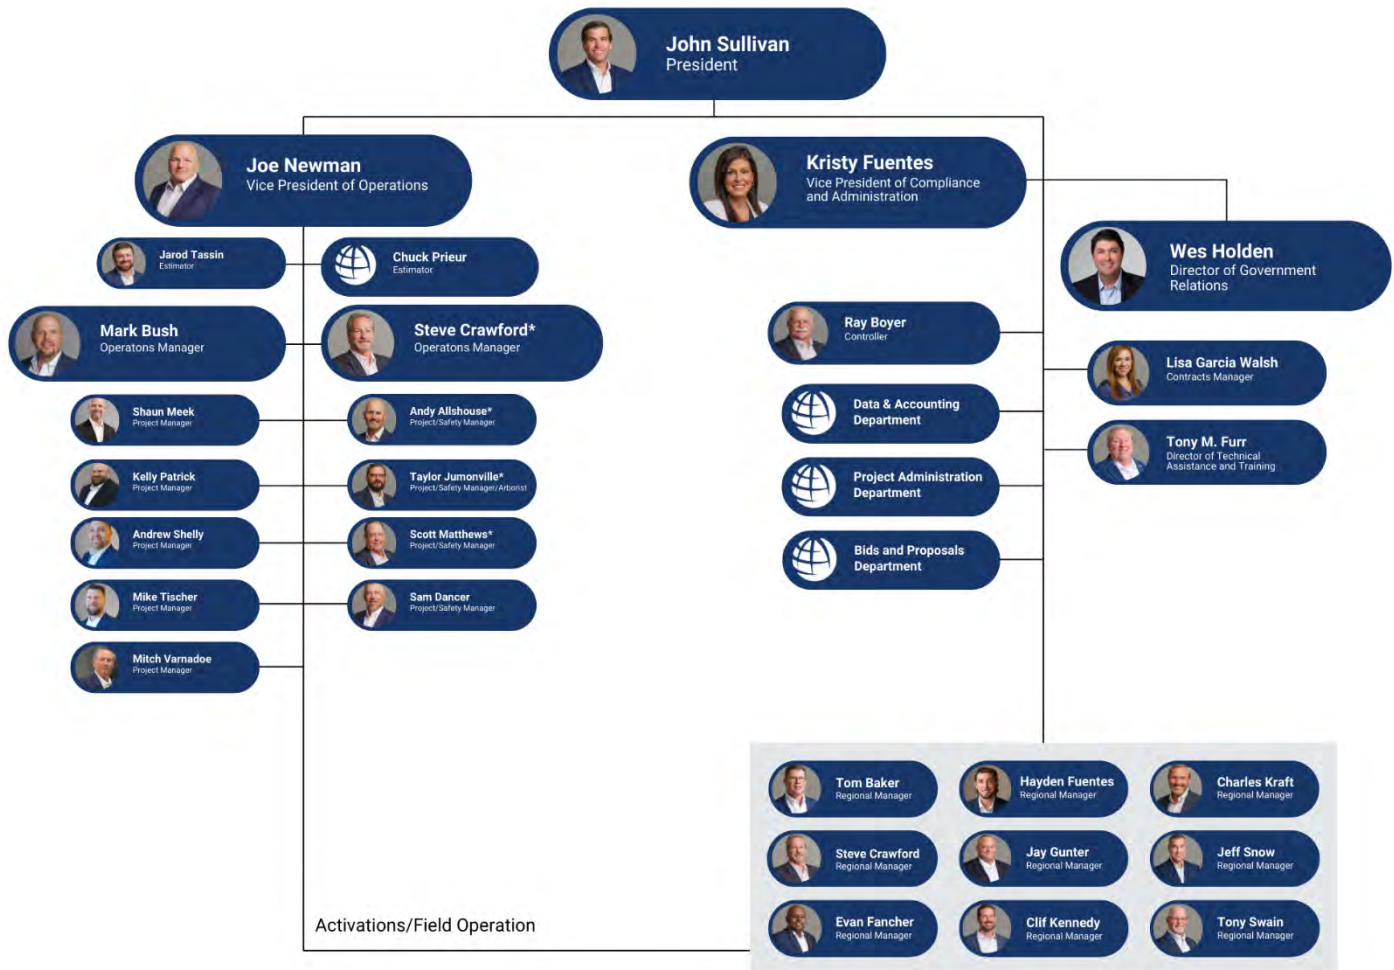 John Sullivan
President
Joe Newman
Vice President of Operations
Kristy Fuentes
Vice President of Compliance
and Administration
Wes Holden
Director of Government
Relations
Jarod Tassin
Estimator
Chuck Prieur
Estimator
Mark Bush
Operatons Manager
Steve Crawford*
Operatons Manager
Shaun Meek
Project Manager
Andy Allshouse*
Project/Safety Manager
Kelly Patrick
Project Manager
Taylor Jumonville*
Project/Safety Manager/Arborist
Andrew Shelly
Project Manager
Scott Matthews*
Project/Safety Manager
Mike Tischer
Project Manager
Sam Dancer
Project/Safety Manager
Mitch Varnadoe
Project Manager
Ray Boyer
Controller
Data & Accounting
Department
Project Administration
Department
Bids and Proposals
Department
Lisa Garcia Walsh
Contracts Manager
Tony M. Furr
Director of Technical
Assistance and Training
Tom Baker
Regional Manager
Hayden Fuentes
Regional Manager
Charles Kraft
Regional Manager
Steve Crawford
Regional Manager
Jay Gunter
Regional Manager
Jeff Snow
Regional Manager
Evan Fancher
Regional Manager
Clif Kennedy
Regional Manager
Tony Swain
Regional Manager
Activations/Field Operation